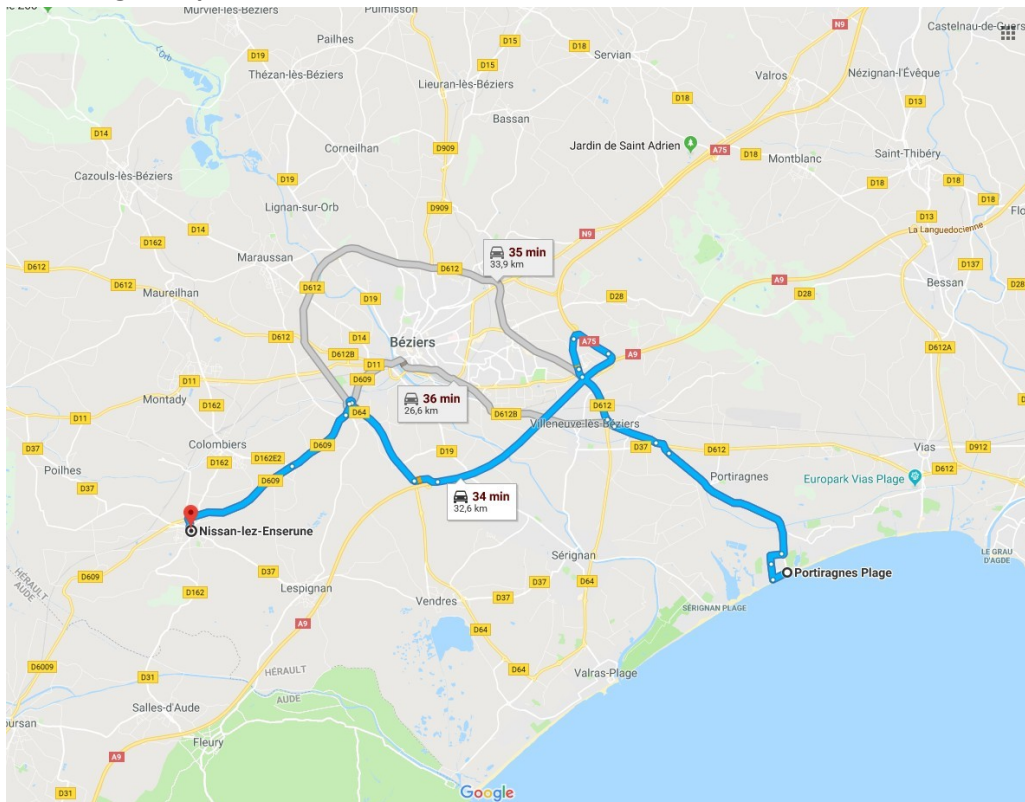 Murviel-lès-Béziers
Pulmisson
N9
Castelnau-de-Guers
D15
D18
Pailhes
D19
Servian
Orb
Thézan-lès-Béziers
D15
Lieuran-lès-Béziers
Valros
Nézignan-l'Évêque
D18
D13
D14
Bassan
Jardin de Saint Adrien
A75
D18
Saint-Thibéry
Corneilhan
D909
Montblanc
Cazouls-lès-Béziers
D19
D18
D18
D18
Lignan-sur-Orb
D909
D13
D14
La Languedocienne
D162
N9
35 min
33,9 km
Maraussan
D612
D612
A9
D137
D612
Bessan
D612
Maureilhan
D612
D19
D28
D28
D28
D612
D14
Béziers
A75
D612B
A9
D612A
D11
D609
36 min
26,6 km
D11
Montady
D162
D64
D612B
D612
Villeneuve-lès-Béziers
D11
D37
Colombiers
D609
D19
D37
D612
Vias
D912
Poilhes
D162
D162E2
Portiragnes
D612
D37
D609
Europark Vias Plage
34 min
32,6 km
Nissan-lez-Enserune
LE GRAU
D'AGDE
Sérignan
Portiragnes Plage
D609
D37
D37
D64
HÉRAULT
AUDE
D162
Lespignan
Vendres
D37
SÉRIGNAN PLAGE
A9
D64
D6009
HÉRAULT
AUDE
D64
Valras-Plage
D31
Salles-d'Aude
Fleury
A9
D31
Google